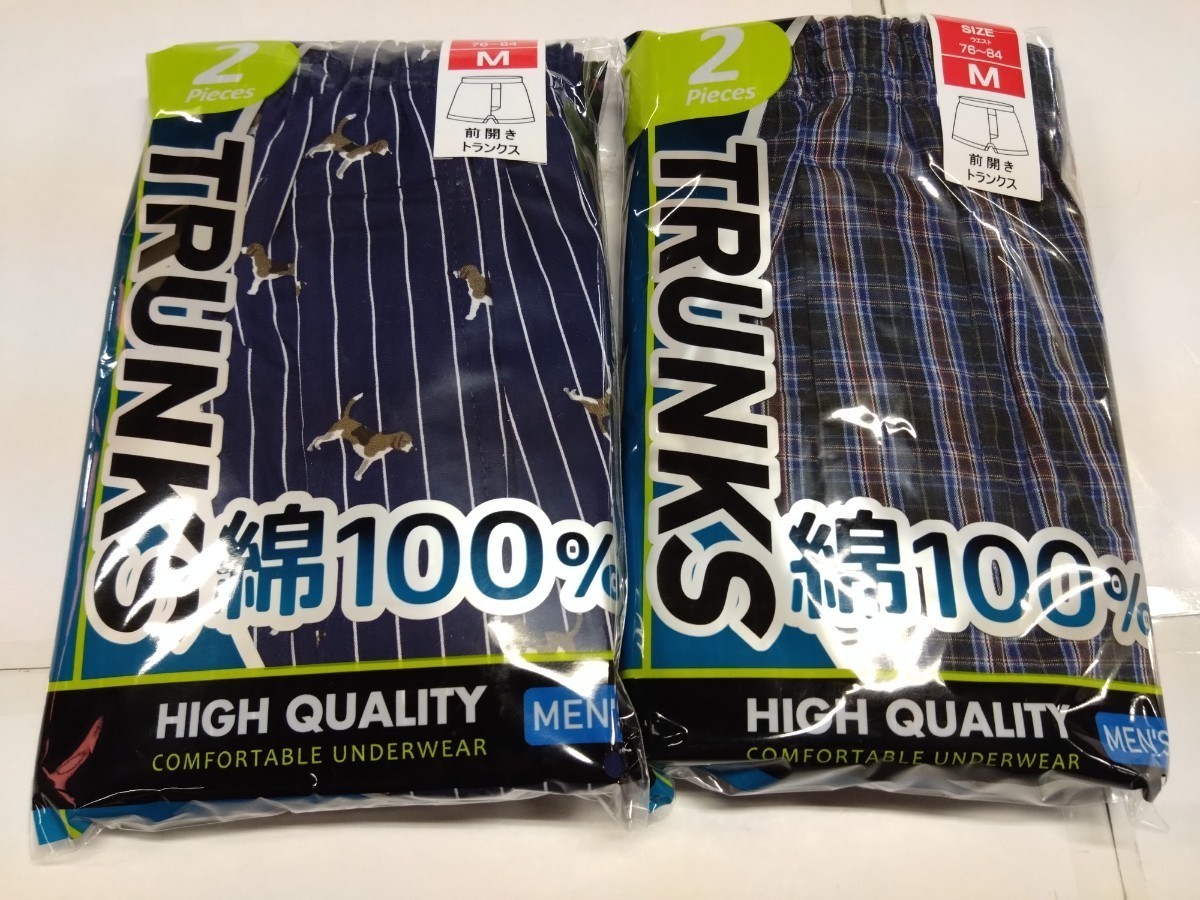 2
Pieces
76~84
M
前開き
トランクス
TRUNKS
綿100%
HIGH QUALITY
COMFORTABLE UNDERWEAR
MEN'
2
Pieces
SIZE
ウエスト
76~84
M
前開き
トランクス
TRUNKS
綿100%
HIGH QUALITY
COMFORTABLE UNDERWEAR
MEN'S